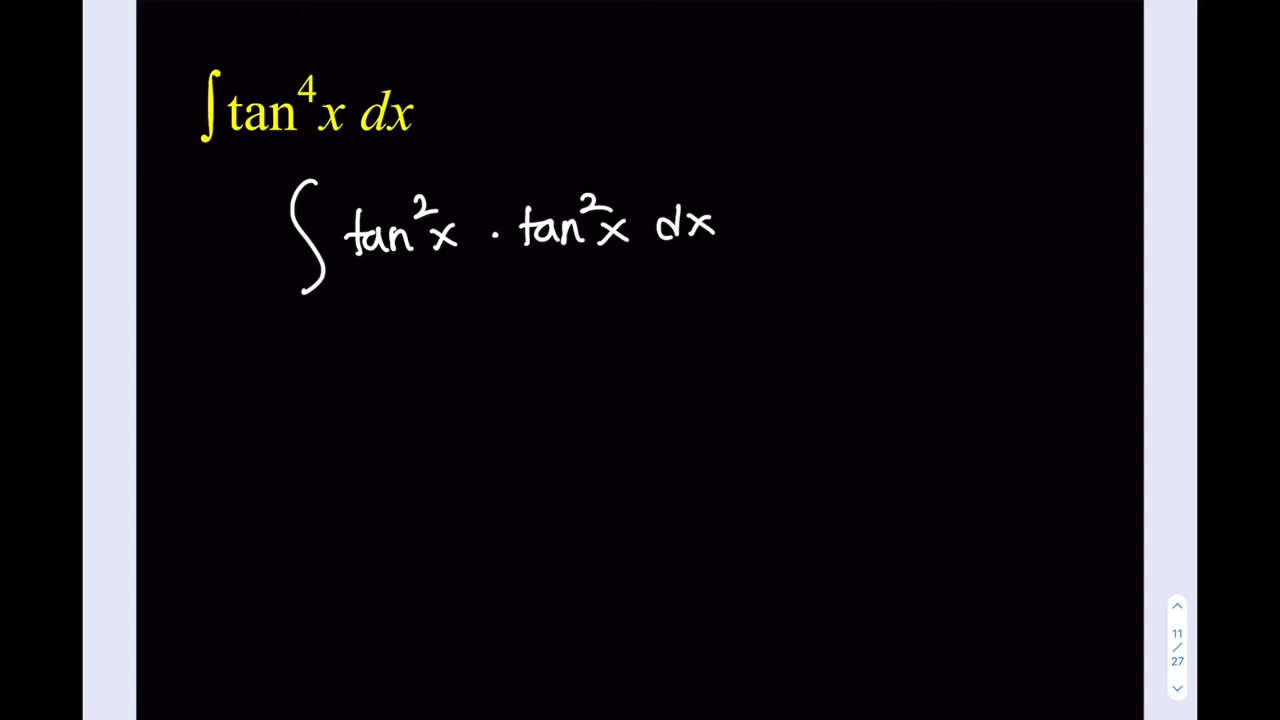 ∫tan⁴x dx
∫ tan²x · tan²x dx
11
/
27